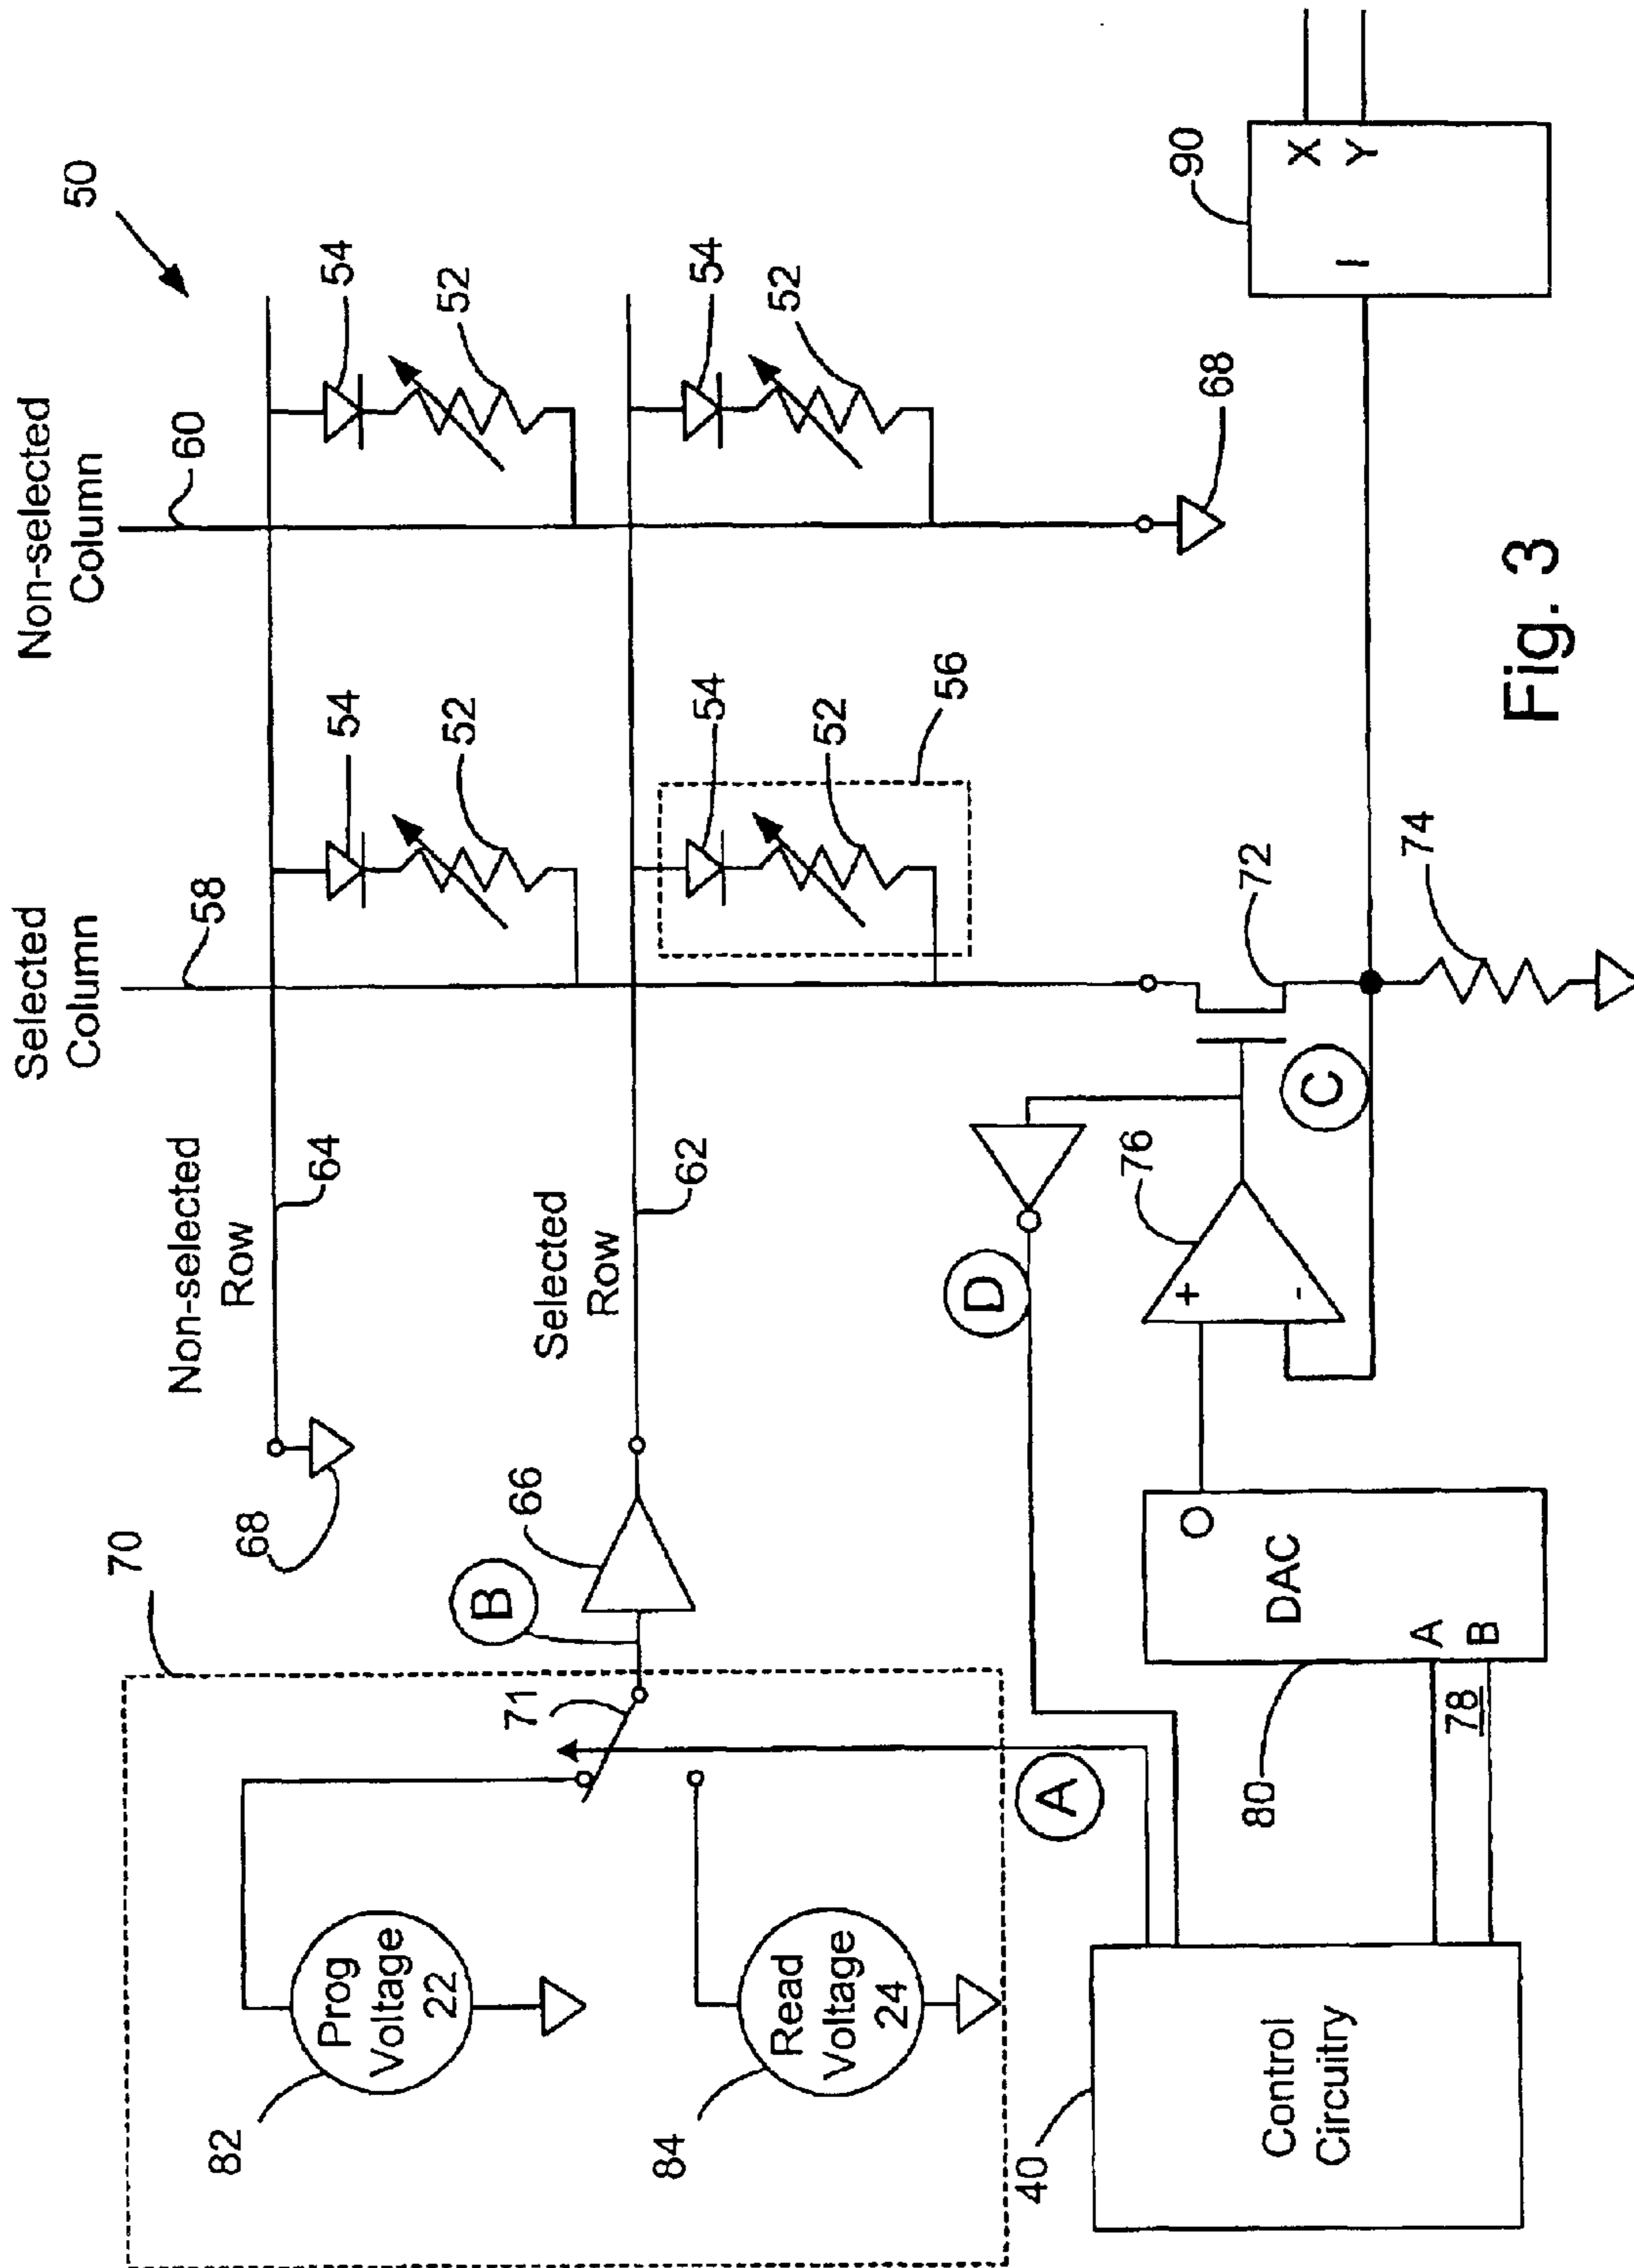 50
Non-selected
Column
60
Selected
Column
58
54
52
54
52
Non-selected
Row
64
68
54
52
56
54
52
Selected
Row
62
66
B
70
71
82
Prog
Voltage
22
84
Read
Voltage
24
A
D
68
72
C
74
76
+
-
O
DAC
A
B
80
78
40
Control
Circuitry
90
I
X
Y
Fig. 3